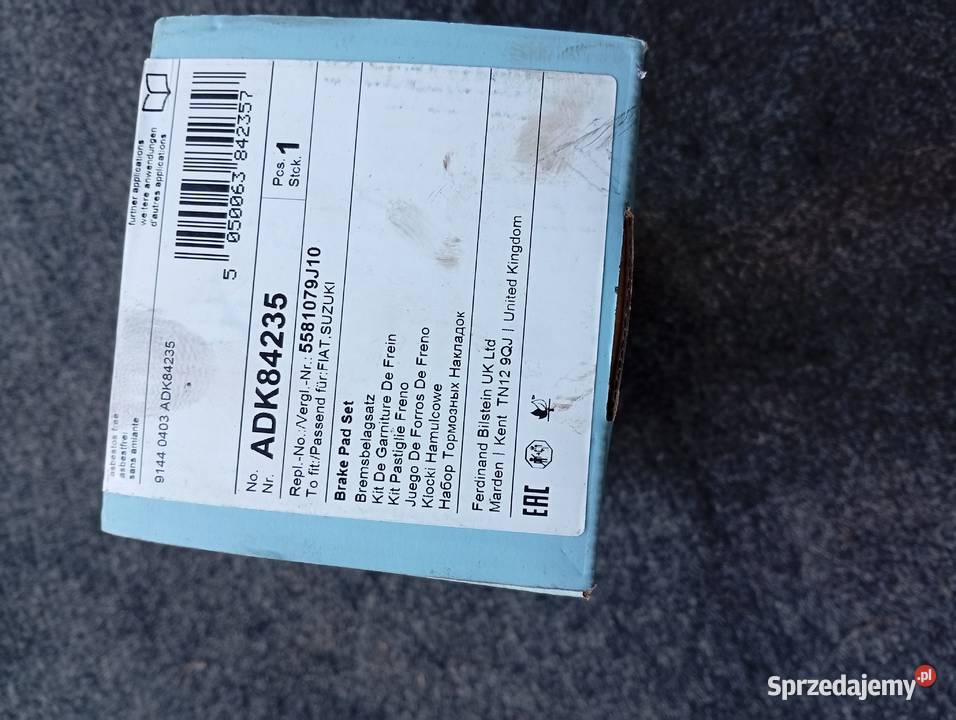 asbestos free
asbestfrei
sans amiante
further applications
weitere anwendungen
d'autres applications
9144 0403 ADK84235
5 050063 842357
No.
Nr.
ADK84235
Pcs.
Stck.
1
Repl.-No.:/Vergl.-Nr.: 5581079J10
To fit:/Passend für:FIAT, SUZUKI
Brake Pad Set
Bremsbelagsatz
Kit De Garniture De Frein
Kit Pastiglie Freno
Juego De Forros De Freno
Klocki Hamulcowe
Набор Тормозных Накладок
Ferdinand Bilstein UK Ltd
Marden | Kent TN12 9QJ | United Kingdom
EAC
Sprzedajemy.pl